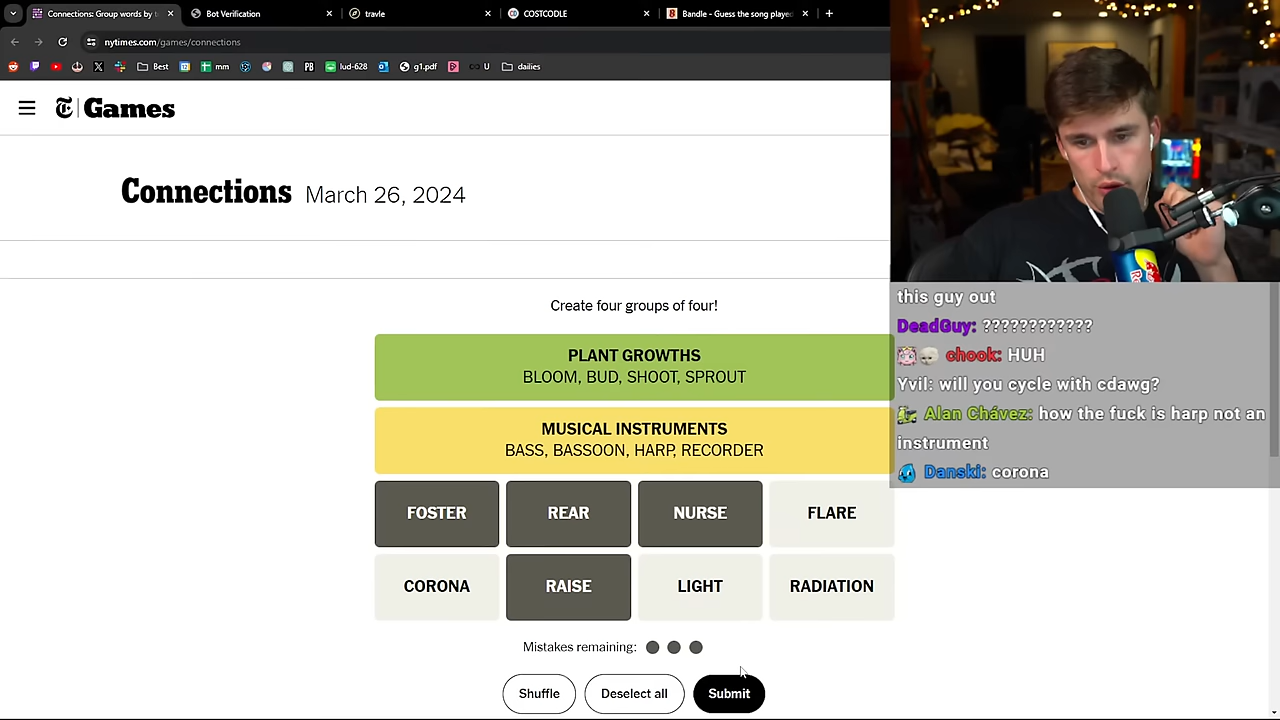 Connections: Group words by t
Bot Verification
travle
COSTCODLE
Bandle - Guess the song played
nytimes.com/games/connections
Best
mm
PB
lud-628
g1.pdf
U
dailies
Games
Connections March 26, 2024
Create four groups of four!
PLANT GROWTHS
BLOOM, BUD, SHOOT, SPROUT
MUSICAL INSTRUMENTS
BASS, BASSOON, HARP, RECORDER
FOSTER REAR NURSE FLARE
CORONA RAISE LIGHT RADIATION
Mistakes remaining:
Shuffle Deselect all Submit
this guy out
DeadGuy: ????????????
chook: HUH
Yvil: will you cycle with cdawg?
Alan Chávez: how the fuck is harp not an
instrument
Danski: corona